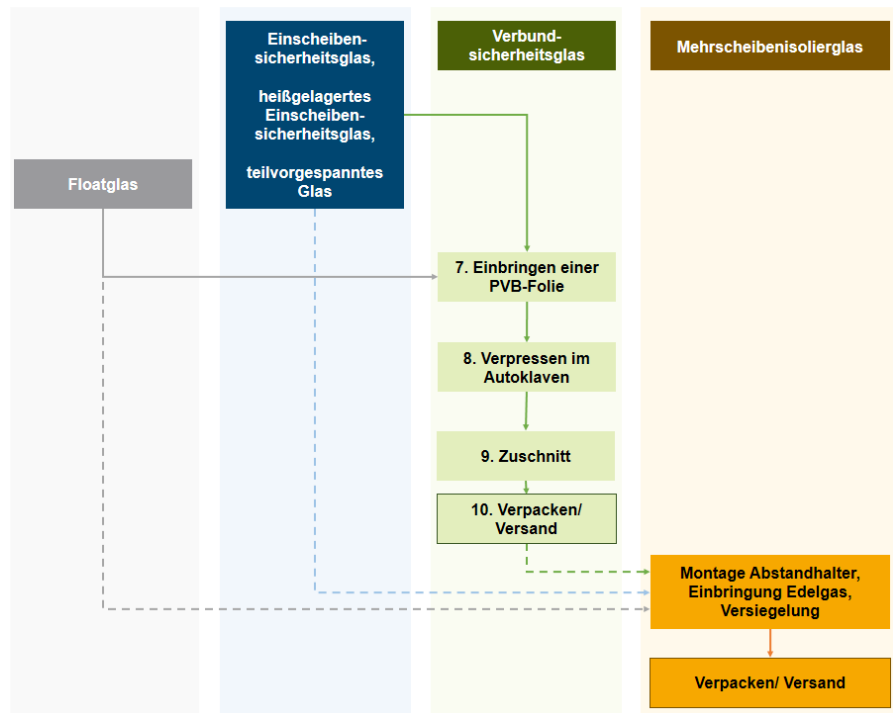 Einscheiben-
sicherheitsglas,
heißgelagertes
Einscheiben-
sicherheitsglas,
teilvorgespanntes
Glas
Verbund-
sicherheitsglas
Mehrscheibenisolierglas
Floatglas
7. Einbringen einer
PVB-Folie
8. Verpressen im
Autoklaven
9. Zuschnitt
10. Verpacken/
Versand
Montage Abstandhalter,
Einbringung Edelgas,
Versiegelung
Verpacken/ Versand